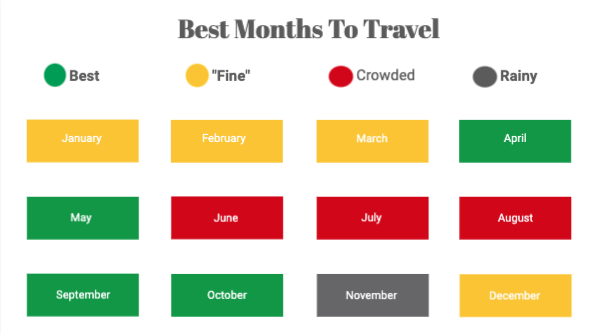 Best Months To Travel
Best "Fine" Crowded Rainy
January February March April
May June July August
September October November December